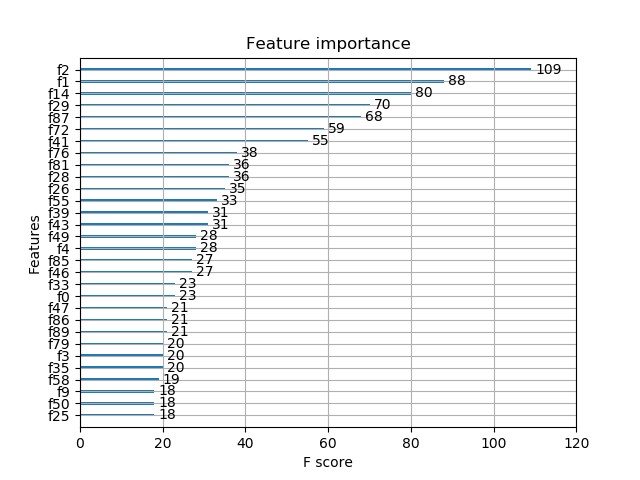 Feature importance
f2 109
f1 88
f14 80
f29 70
f87 68
f72 59
f41 55
f76 38
f81 36
f28 36
f26 35
f55 33
f39 31
f43 31
f49 28
f4 28
f85 27
f46 27
f33 23
f0 23
f47 21
f86 21
f89 21
f79 20
f3 20
f35 20
f58 19
f9 18
f50 18
f25 18
Features
0 20 40 60 80 100 120
F score